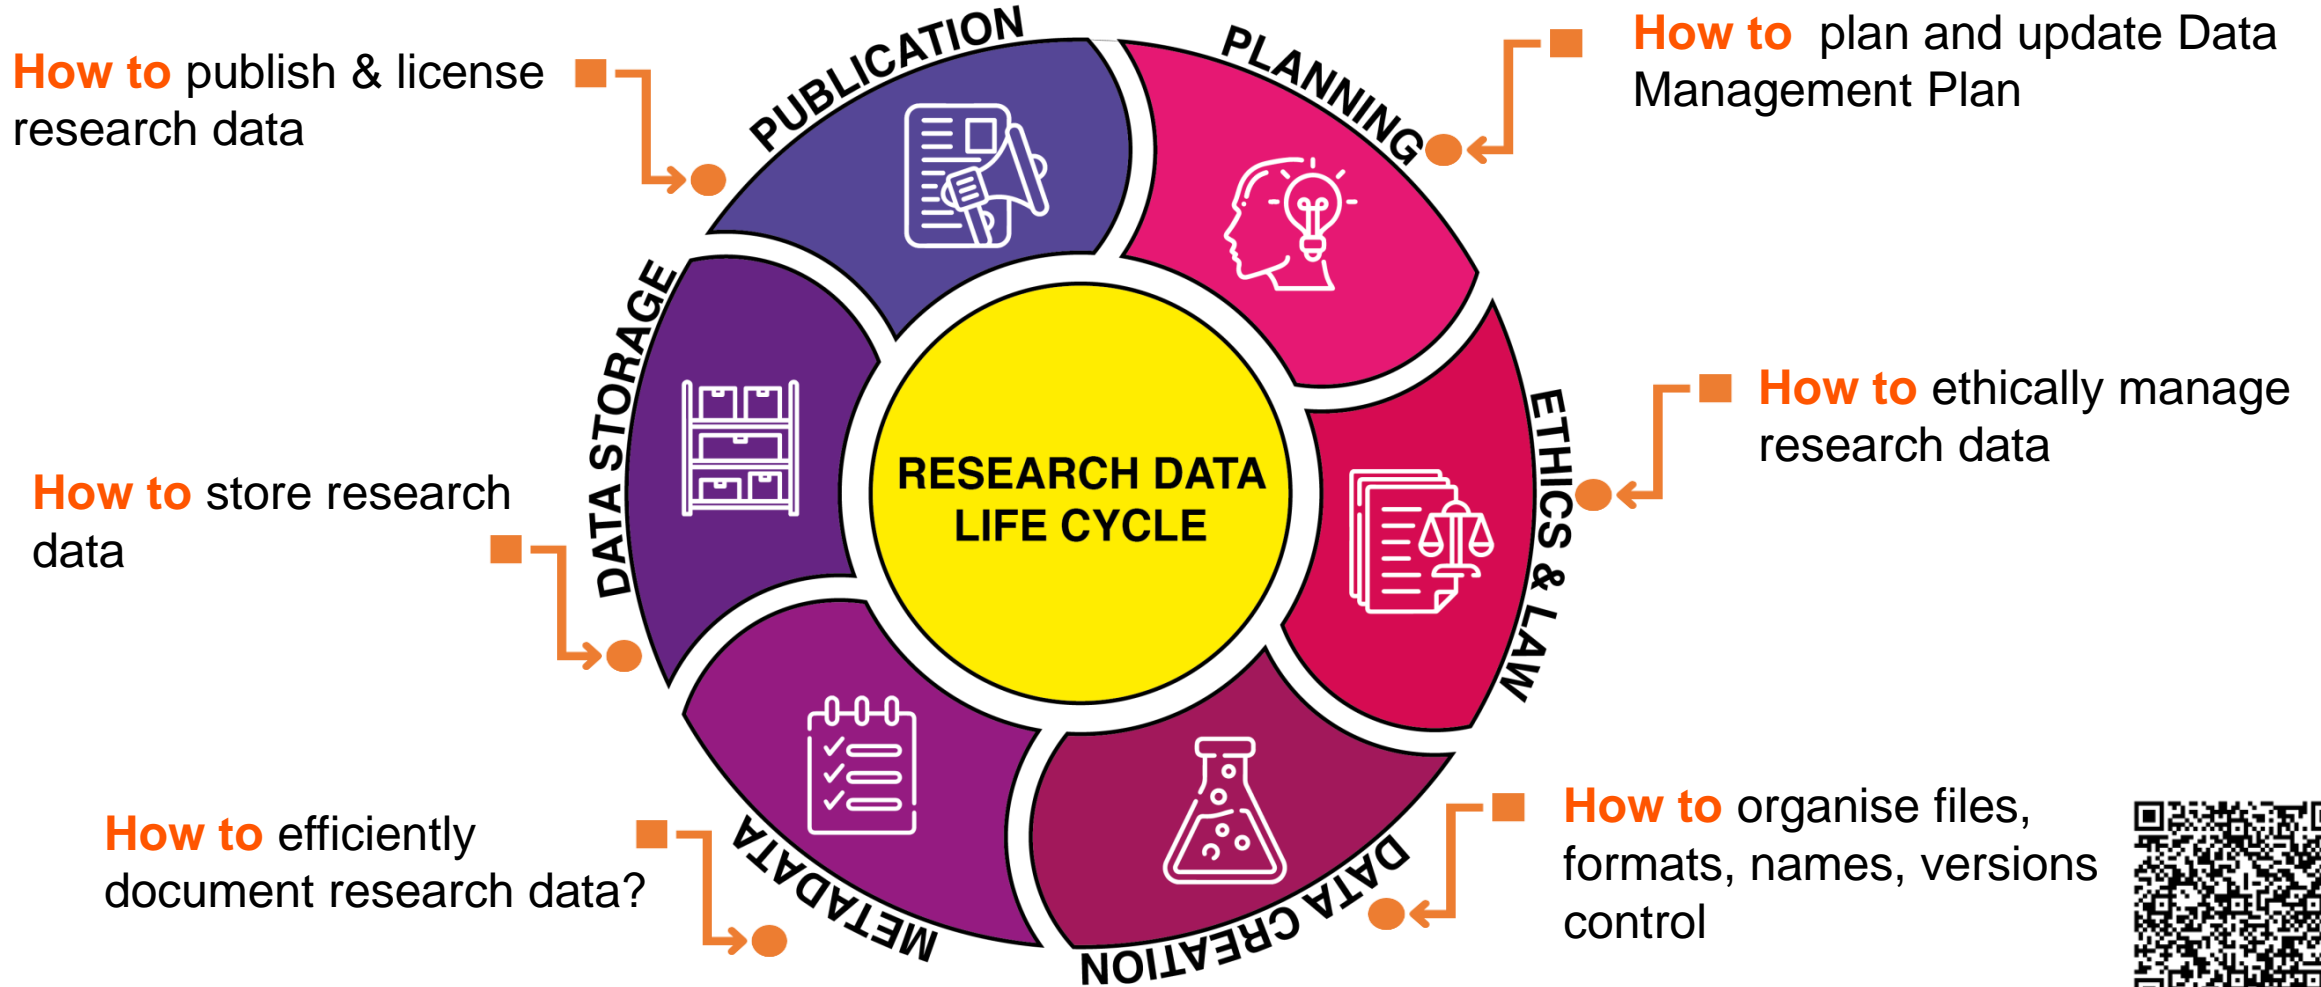 PUBLICATION
PLANNING
How to publish & license
research data
How to plan and update Data
Management Plan
DATA STORAGE
ETHICS & LAW
How to ethically manage
research data
RESEARCH DATA
LIFE CYCLE
How to store research
data
How to efficiently
document research data?
METADATA
DATA CREATION
How to organise files,
formats, names, versions
control